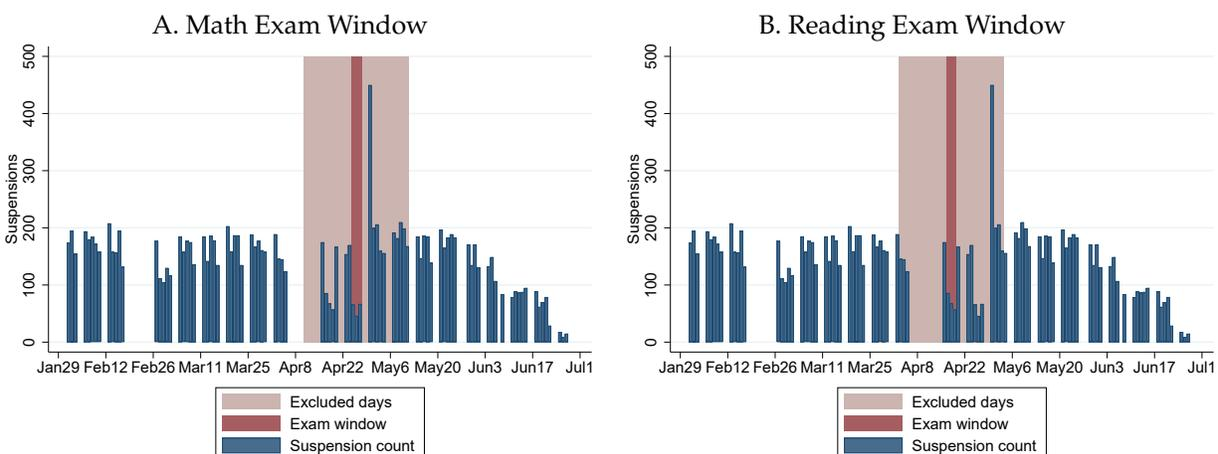 A. Math Exam Window
500
400
300
200
100
0
Suspensions
Jan29 Feb12 Feb26 Mar11 Mar25 Apr8 Apr22 May6 May20 Jun3 Jun17 Jul1
Excluded days
Exam window
Suspension count
B. Reading Exam Window
500
400
300
200
100
0
Suspensions
Jan29 Feb12 Feb26 Mar11 Mar25 Apr8 Apr22 May6 May20 Jun3 Jun17 Jul1
Excluded days
Exam window
Suspension count